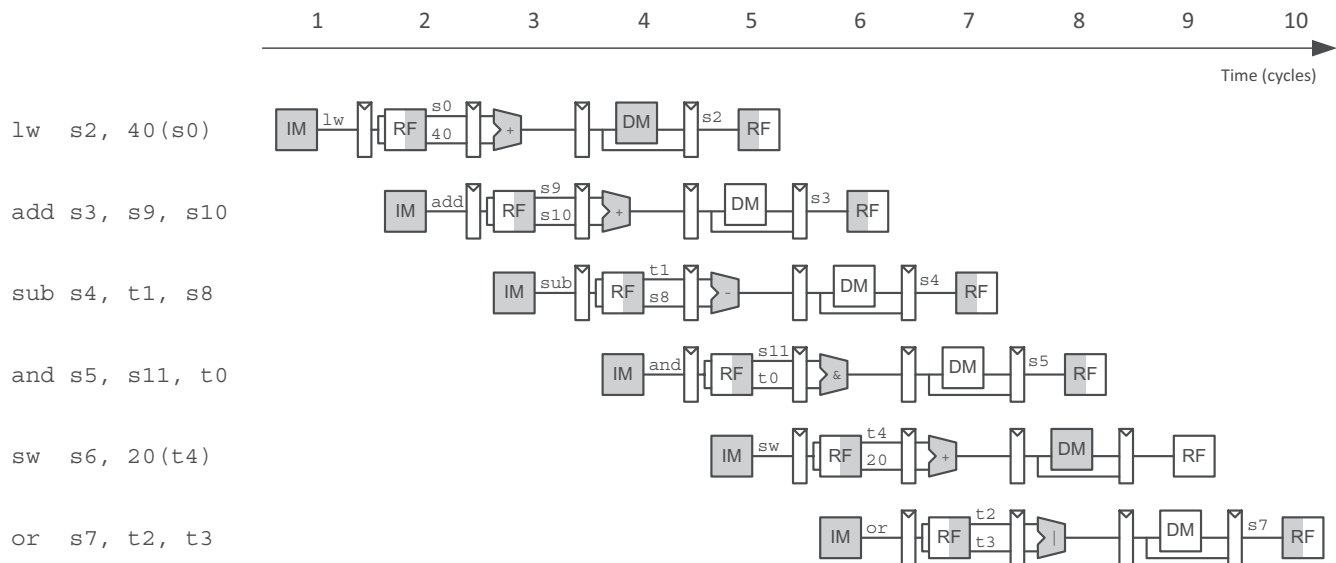 1 2 3 4 5 6 7 8 9 10
Time (cycles)
lw s2, 40(s0) IM lw RF s0 40 + DM s2 RF
add s3, s9, s10 IM add RF s9 s10 + DM s3 RF
sub s4, t1, s8 IM sub RF t1 s8 - DM s4 RF
and s5, s11, t0 IM and RF s11 t0 & DM s5 RF
sw s6, 20(t4) IM sw RF t4 20 + DM RF
or s7, t2, t3 IM or RF t2 t3 | DM s7 RF